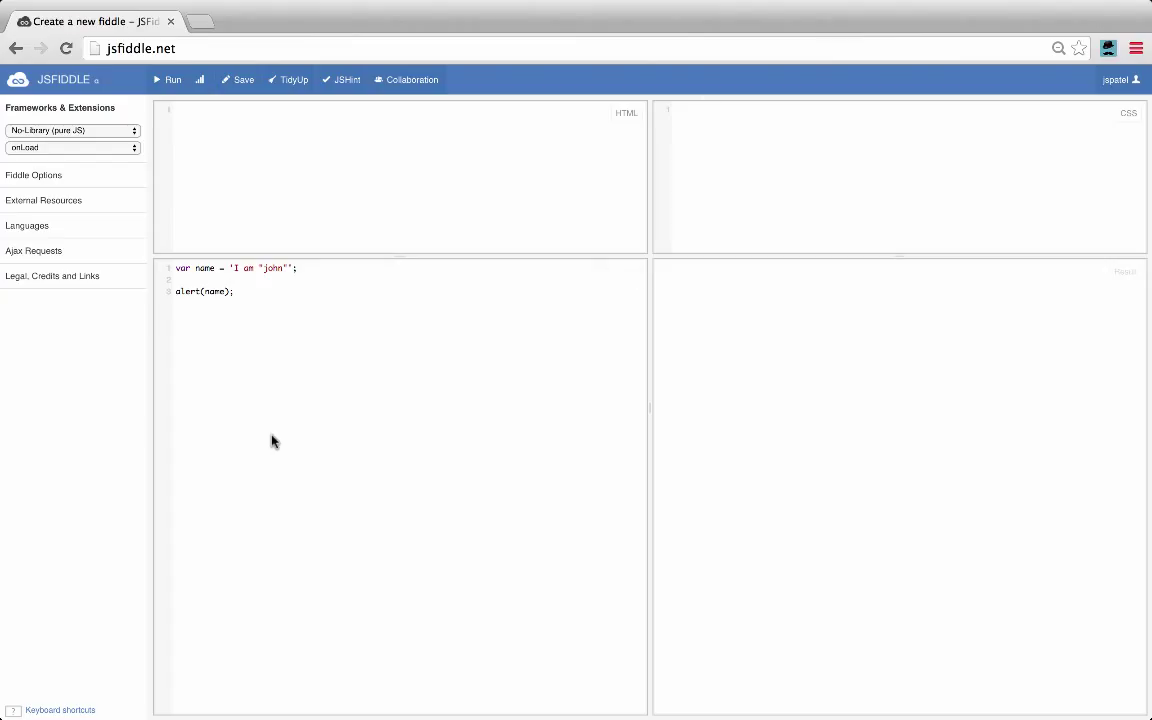 Create a new fiddle – JSFid
jsfiddle.net
JSFIDDLE α
Run
Save
TidyUp
JSHint
Collaboration
jspatel
Frameworks & Extensions
No-Library (pure JS)
onLoad
Fiddle Options
External Resources
Languages
Ajax Requests
Legal, Credits and Links
1
HTML
1
CSS
1 var name = 'I am "john"';
2
3 alert(name);
Result
? Keyboard shortcuts